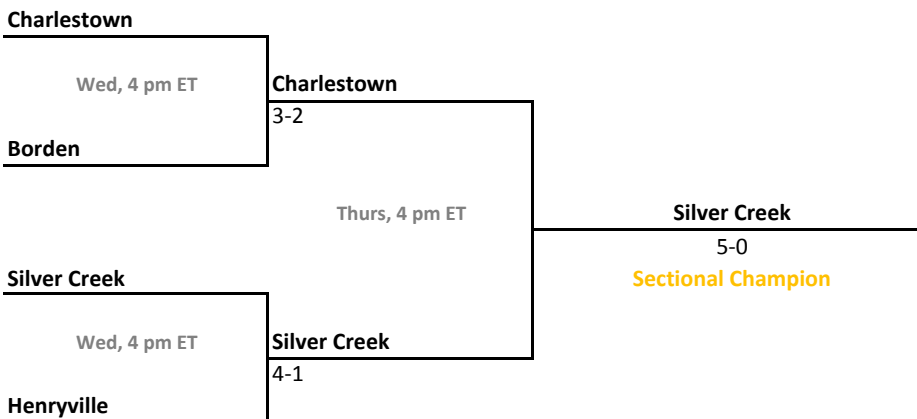 Charlestown
Wed, 4 pm ET
Charlestown
3-2
Borden
Thurs, 4 pm ET
Silver Creek
5-0
Sectional Champion
Silver Creek
Wed, 4 pm ET
Silver Creek
4-1
Henryville